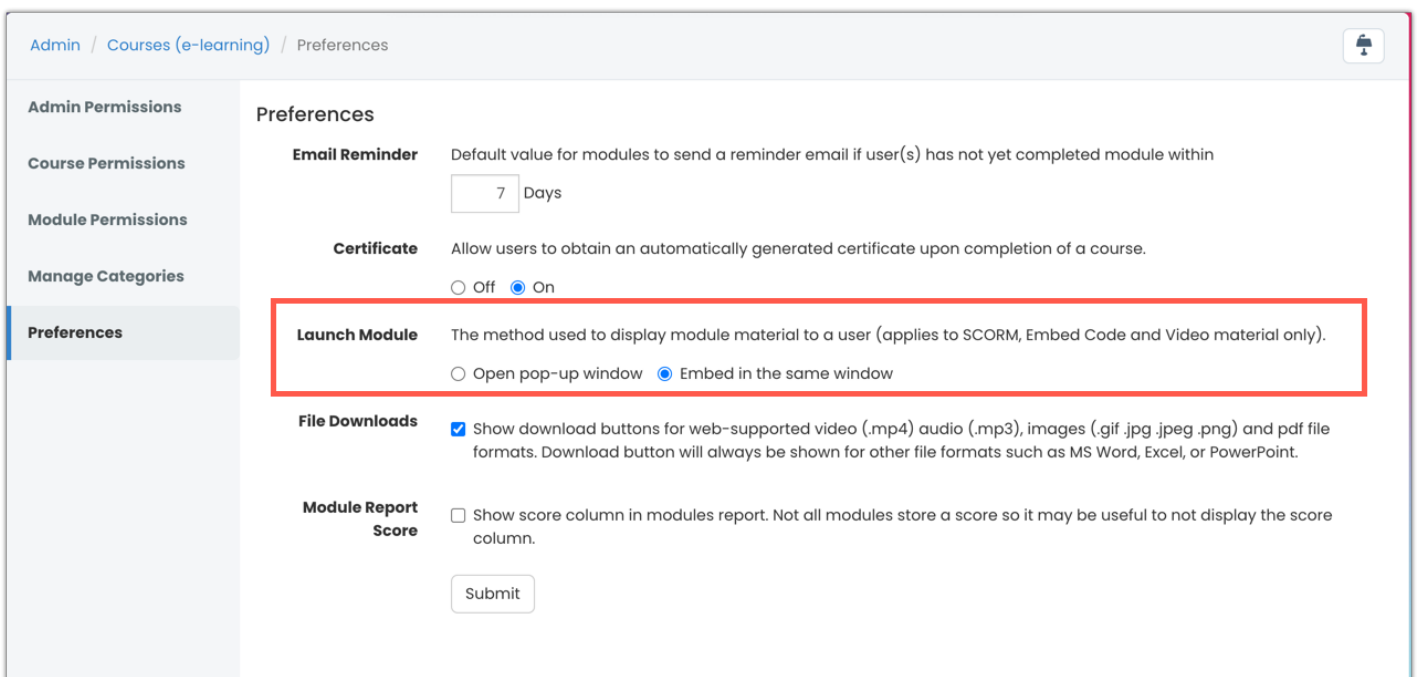 Admin / Courses (e-learning) / Preferences
Admin Permissions
Course Permissions
Module Permissions
Manage Categories
Preferences
Preferences
Email Reminder
Default value for modules to send a reminder email if user(s) has not yet completed module within
7 Days
Certificate
Allow users to obtain an automatically generated certificate upon completion of a course.
Off On
Launch Module
The method used to display module material to a user (applies to SCORM, Embed Code and Video material only).
Open pop-up window Embed in the same window
File Downloads
Show download buttons for web-supported video (.mp4) audio (.mp3), images (.gif .jpg .jpeg .png) and pdf file
formats. Download button will always be shown for other file formats such as MS Word, Excel, or PowerPoint.
Module Report
Score
Show score column in modules report. Not all modules store a score so it may be useful to not display the score
column.
Submit